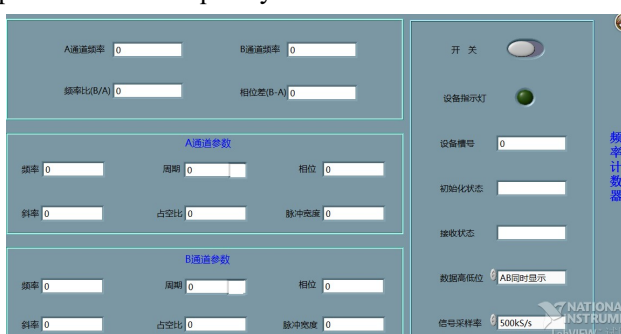 A通道频率 0
B通道频率 0
频率比(B/A) 0
相位差(B-A) 0
A通道参数
频率 0
周期 0
相位 0
斜率 0
占空比 0
脉冲宽度 0
B通道参数
频率 0
周期 0
相位 0
斜率 0
占空比 0
脉冲宽度 0
开 关
设备指示灯
设备槽号 0
初始化状态
接收状态
数据高低位 AB同时显示
信号采样率 500kS/s
频率计数器
NATIONA
INSTRUM